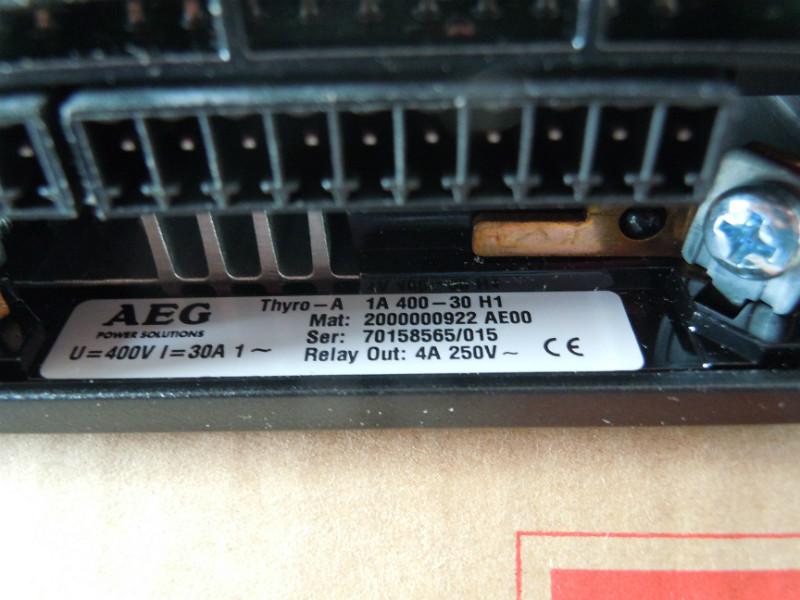 AEG
POWER SOLUTIONS
U=400V I=30A 1~
Thyro-A 1A 400-30 H1
Mat: 2000000922 AE00
Ser: 70158565/015
Relay Out: 4A 250V~ CE